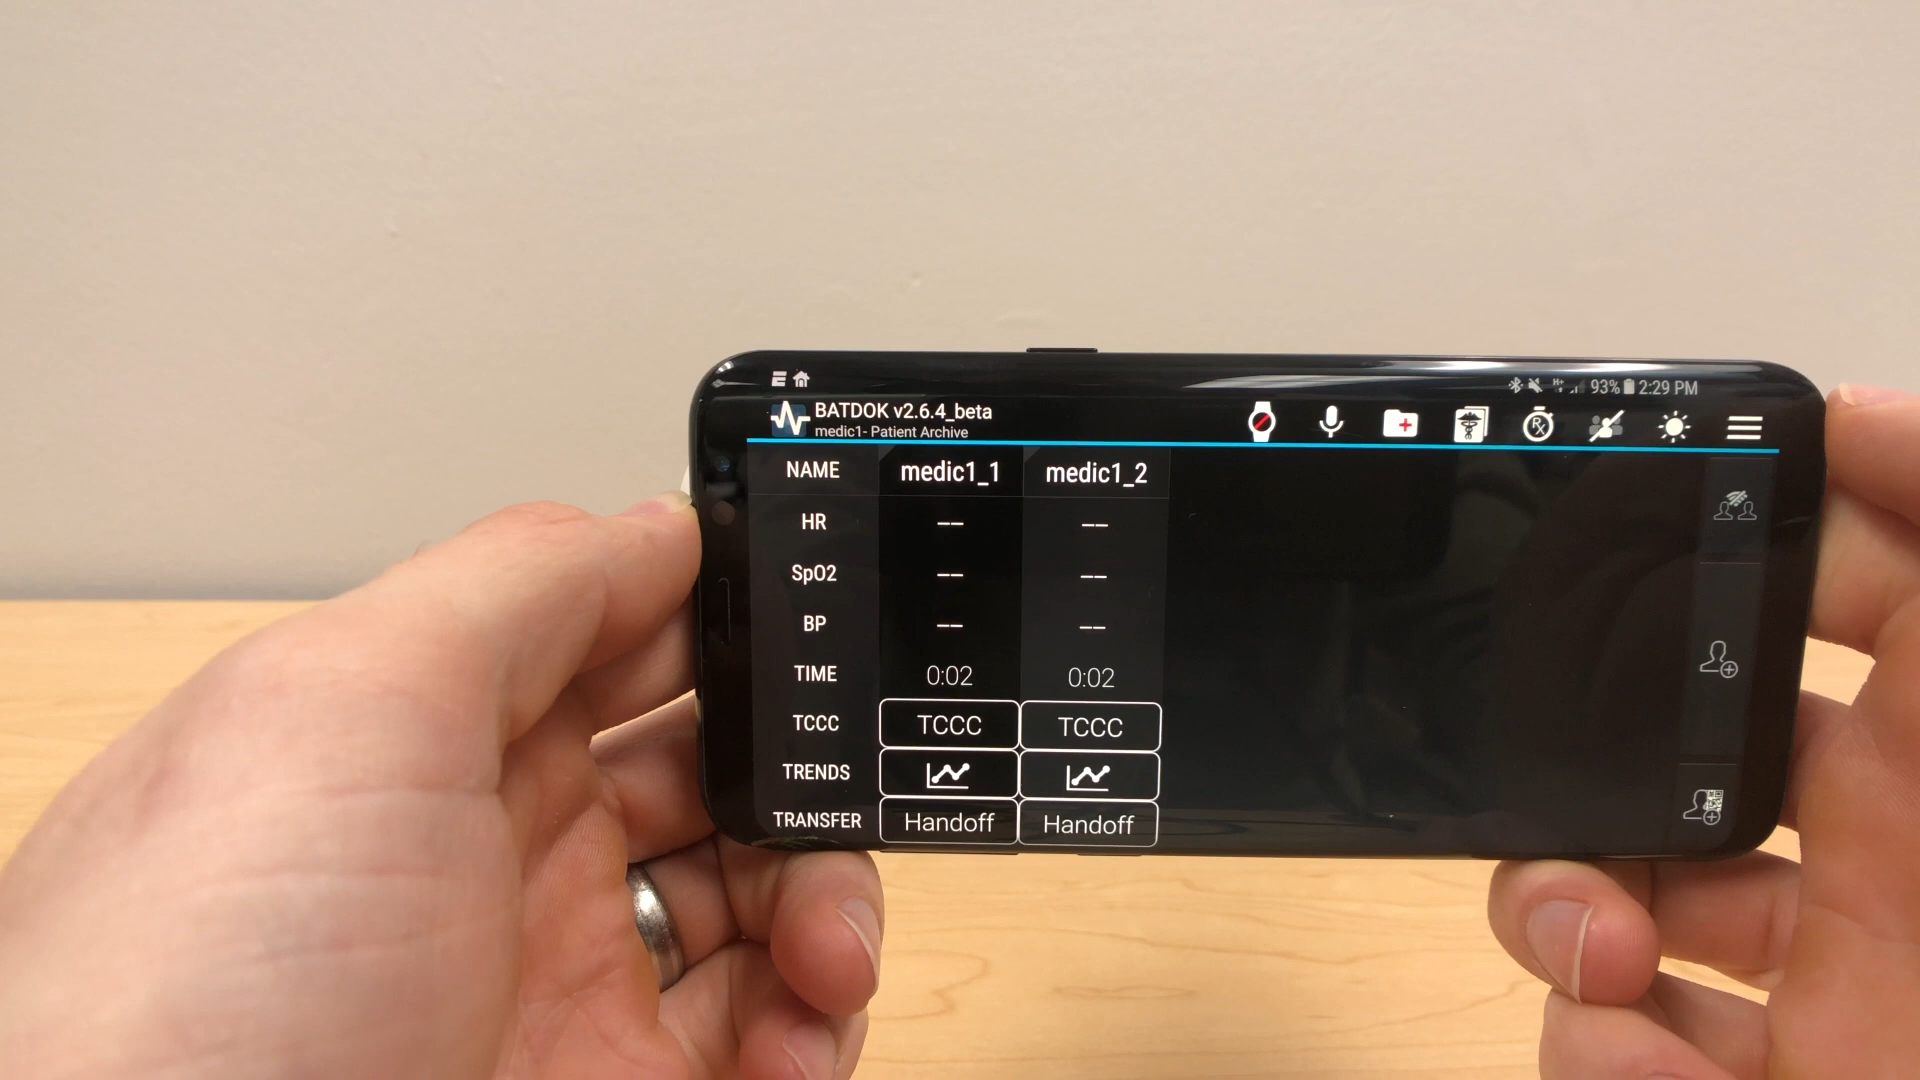 93% 2:29 PM
BATDOK v2.6.4_beta
medic1- Patient Archive
NAME medic1_1 medic1_2
HR -- --
SpO2 -- --
BP -- --
TIME 0:02 0:02
TCCC TCCC TCCC
TRENDS
TRANSFER Handoff Handoff